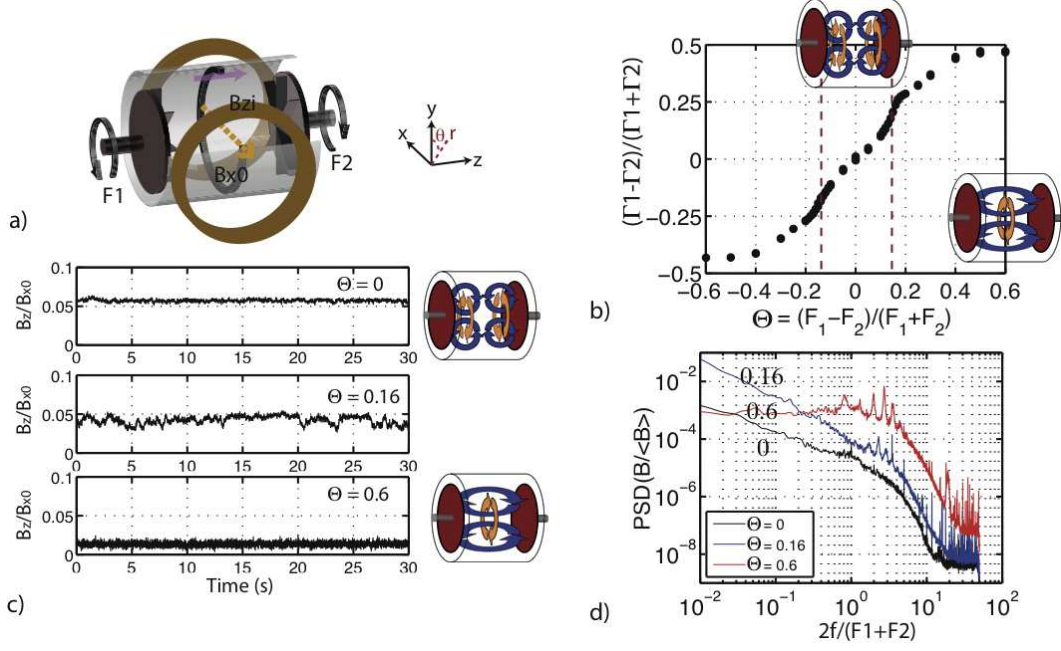 a)
Bzi
Bx0
F1
F2
x
y
θ
r
z
b)
(Γ1-Γ2)/(Γ1+Γ2)
0.5
0.25
0
-0.25
-0.5
-0.6 -0.4 -0.2 0 0.2 0.4 0.6
Θ = (F1-F2)/(F1+F2)
c)
Bz/Bx0
0.1
0.05
0
Θ = 0
0 5 10 15 20 25 30
Bz/Bx0
0.1
0.05
0
Θ = 0.16
0 5 10 15 20 25 30
Bz/Bx0
0.1
0.05
0
Θ = 0.6
0 5 10 15 20 25 30
Time (s)
d)
PSD(B/<B>)
10^-2
10^-4
10^-6
10^-8
0.16
0.6
0
Θ = 0
Θ = 0.16
Θ = 0.6
10^-2 10^-1 10^0 10^1 10^2
2f/(F1+F2)